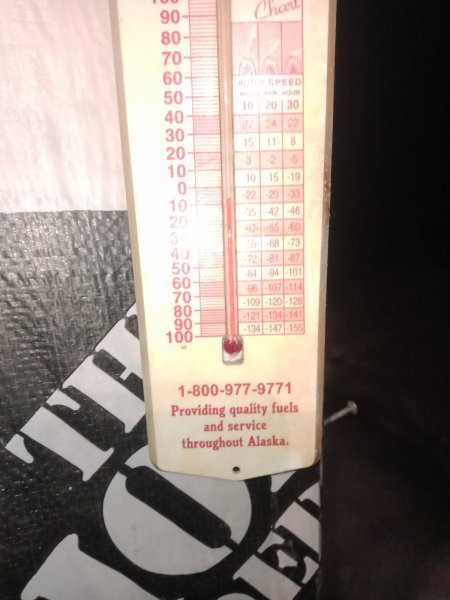 Chart
100
90
80
70
60
50
40
30
20
10
0
10
20
30
40
50
60
70
80
90
100
WIND SPEED
MILES PER HOUR
10 20 30
27 24 22
15 11 8
3 -2 -5
-10 -15 -19
-22 -29 -33
-35 -42 -46
-47 -55 -60
-59 -68 -73
-72 -81 -87
-84 -94 -101
-96 -107 -114
-109 -120 -128
-121 -134 -141
-134 -147 -155
1-800-977-9771
Providing quality fuels
and service
throughout Alaska.
THE